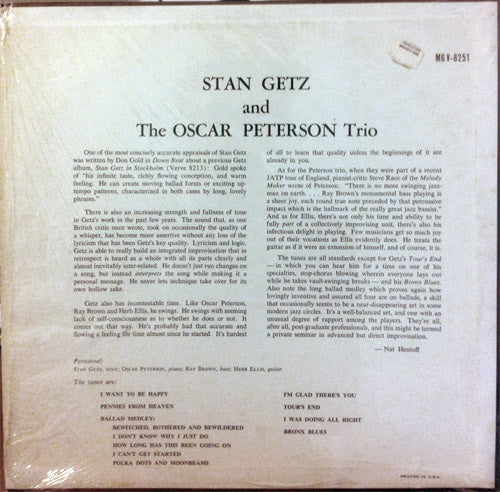 MG V-8251
STAN GETZ
and
The OSCAR PETERSON Trio
One of the most concisely accurate appraisals of Stan Getz
was written by Don Gold in Down Beat about a previous Getz
album, Stan Getz in Stockholm (Verve 8213): Gold spoke
of "his infinite taste, richly flowing conception, and warm
feeling. He can create moving ballad forms or exciting up-
tempo patterns, characterized in both cases by long, lovely
phrases."
There is also an increasing strength and fullness of tone
in Getz's work in the past few years. The sound that, as one
British critic once wrote, took on occasionally the quality of
a whisper, has become more assertive without any loss of the
lyricism that has been Getz's key quality. Lyricism and logic.
Getz is able to really build an integrated improvisation that in
retrospect is heard as a whole with all its parts clearly and
almost inevitably inter-related. He doesn't just run changes on
a song, but instead interprets the song while making it a
personal message. He never lets technique take over for its
own hollow sake.
Getz also has incontestable time. Like Oscar Peterson,
Ray Brown and Herb Ellis, he swings. He swings with seeming
lack of self-consciousness as to whether he does or not. It
comes out that way. He's probably had that accurate and
flowing a feeling for time almost since he started. It's hardest
of all to learn that quality unless the beginnings of it are
already in you.
As for the Peterson trio, when they were part of a recent
JATP tour of England, pianist-critic Steve Race of the Melody
Maker wrote of Peterson: "There is no more swinging jazz-
man on earth. . . . Ray Brown's monumental bass playing is
a sheer joy, each round true note preceded by that persuasive
impact which is the hallmark of the really great jazz bassist."
And as for Ellis, there's not only his time and ability to be
fully part of a collectively improvising unit, there's also his
infectious delight in playing. Few musicians get so much joy
out of their vocations as Ellis evidently does. He treats the
guitar as if it were an extension of himself, and of course, it is.
The tunes are all standards except for Getz's Tour's End
— in which you can hear him for a time on one of his
specialties, stop-chorus blowing wherein everyone lays out
while he takes vault-swinging breaks — and his Bronx Blues.
Also note the long ballad medley which proves again how
lovingly inventive and assured all four are on ballads, a skill
that occasionally seems to be a near-disappearing art in some
modern jazz circles. It's a well-balanced set, and one with an
unusual degree of rapport among the players. They're all,
after all, post-graduate professionals, and this might be termed
a private seminar in advanced but direct improvisation.
— Nat Hentoff
Personnel:
STAN GETZ, tenor; OSCAR PETERSON, piano; RAY BROWN, bass; HERB ELLIS, guitar.
The tunes are:
I WANT TO BE HAPPY
PENNIES FROM HEAVEN
BALLAD MEDLEY:
BEWITCHED, BOTHERED AND BEWILDERED
I DON'T KNOW WHY I JUST DO
HOW LONG HAS THIS BEEN GOING ON
I CAN'T GET STARTED
POLKA DOTS AND MOONBEAMS
I'M GLAD THERE'S YOU
TOUR'S END
I WAS DOING ALL RIGHT
BRONX BLUES
PRINTED IN U.S.A.